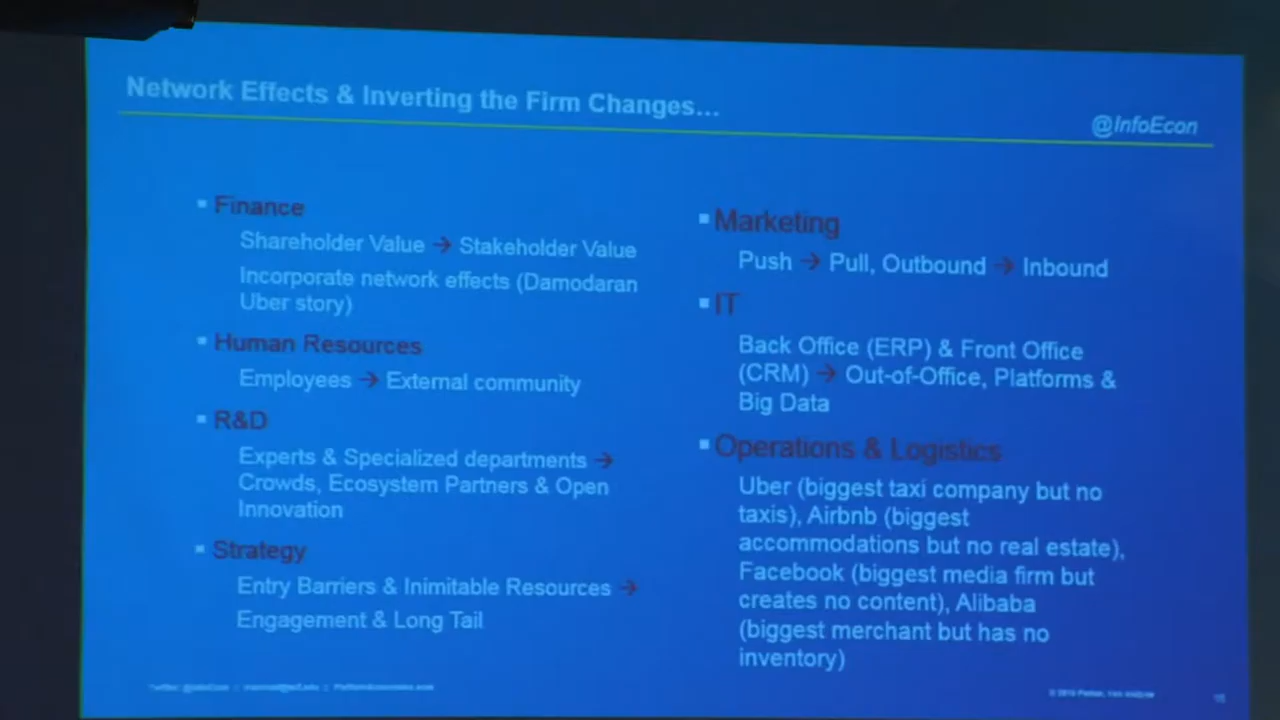 Network Effects & Inverting the Firm Changes...
@InfoEcon
▪ Finance
Shareholder Value → Stakeholder Value
Incorporate network effects (Damodaran
Uber story)
▪ Human Resources
Employees → External community
▪ R&D
Experts & Specialized departments →
Crowds, Ecosystem Partners & Open
Innovation
▪ Strategy
Entry Barriers & Inimitable Resources →
Engagement & Long Tail
▪ Marketing
Push → Pull, Outbound → Inbound
▪ IT
Back Office (ERP) & Front Office
(CRM) → Out-of-Office, Platforms &
Big Data
▪ Operations & Logistics
Uber (biggest taxi company but no
taxis), Airbnb (biggest
accommodations but no real estate),
Facebook (biggest media firm but
creates no content), Alibaba
(biggest merchant but has no
inventory)
Twitter: @InfoEcon